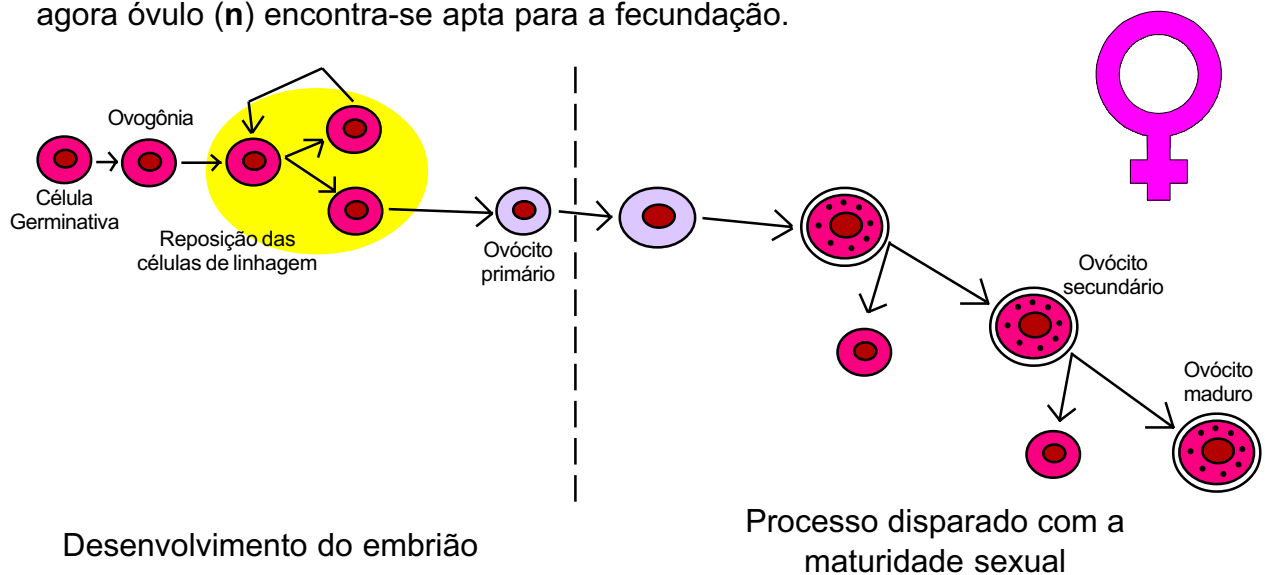 agora óvulo (n) encontra-se apta para a fecundação.
Ovogônia
Célula
Germinativa
Reposição das
células de linhagem
Ovócito
primário
Ovócito
secundário
Ovócito
maduro
Desenvolvimento do embrião
Processo disparado com a
maturidade sexual